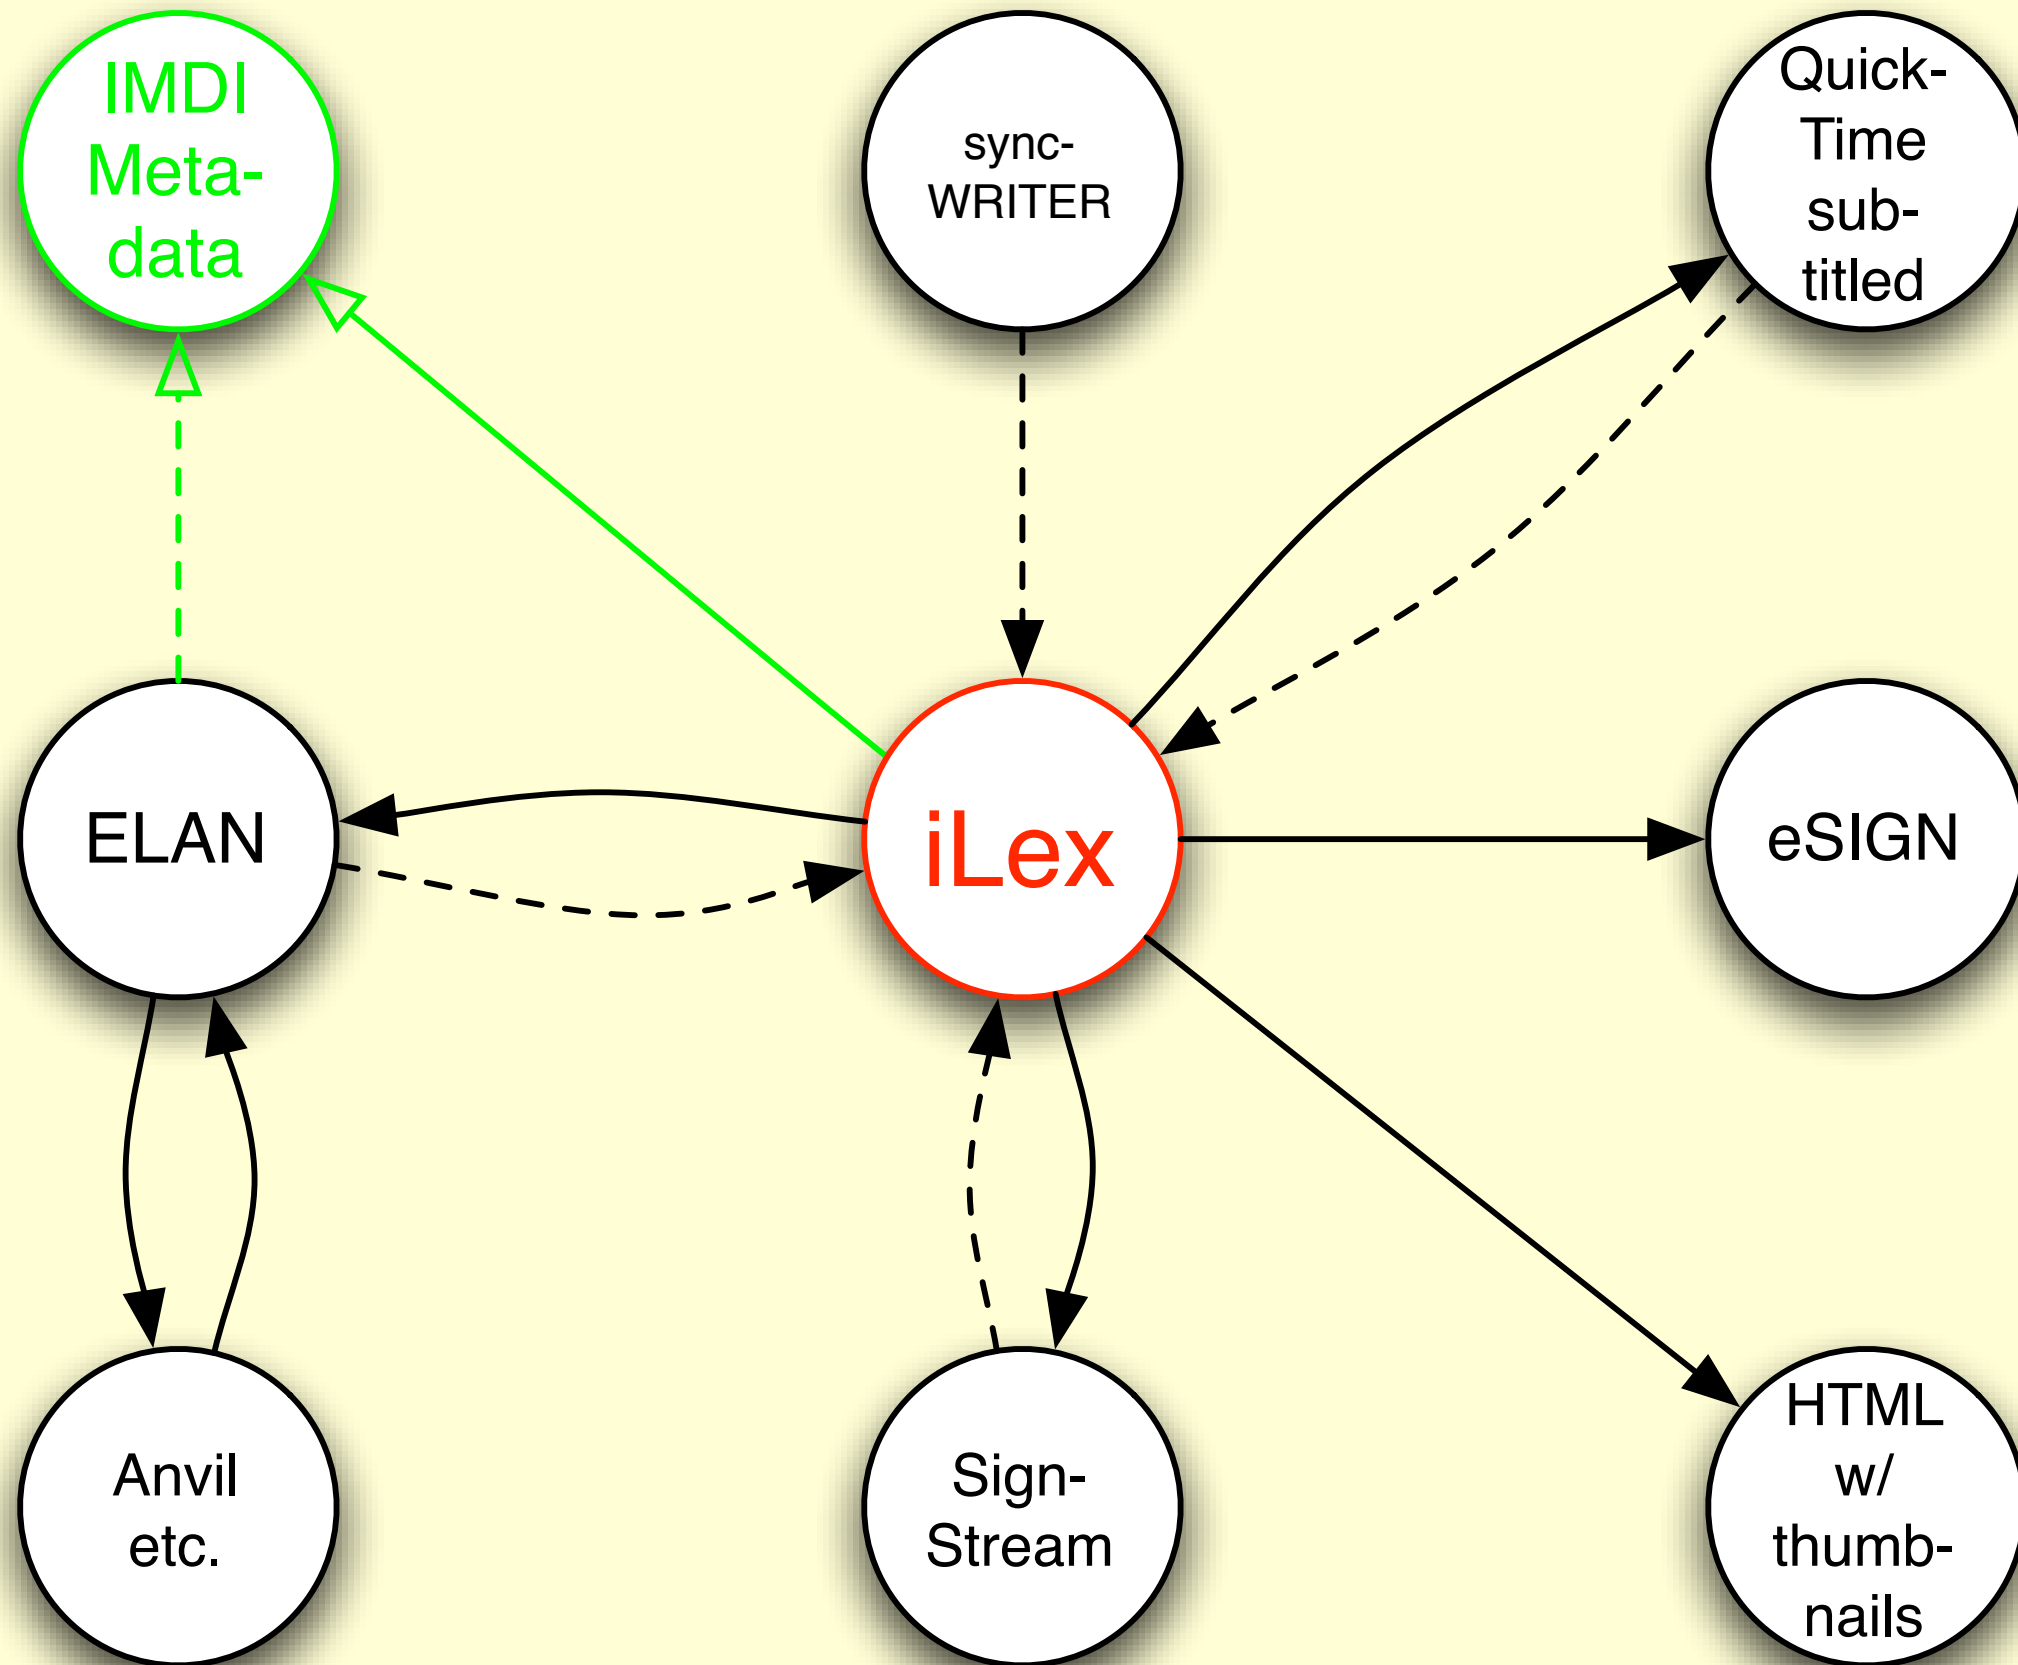 IMDI
Meta-
data
sync-
WRITER
Quick-
Time
sub-
titled
ELAN
iLex
eSIGN
Anvil
etc.
Sign-
Stream
HTML
w/
thumb-
nails